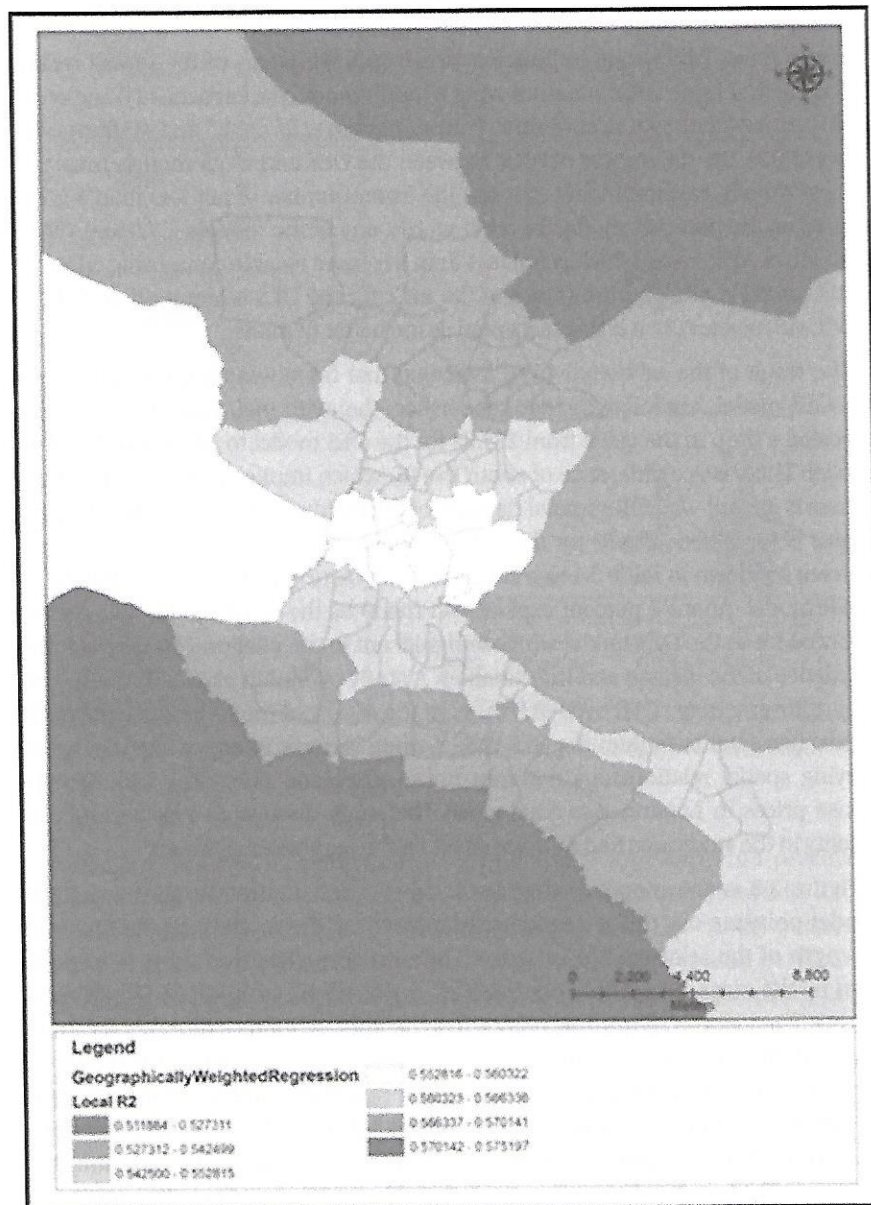 0 2,200 4,400 8,800
Meters
Legend
GeographicallyWeightedRegression
Local R2
0.511864 - 0.527311
0.527312 - 0.542499
0.542500 - 0.552815
0.552816 - 0.560322
0.560323 - 0.566336
0.566337 - 0.570141
0.570142 - 0.575197